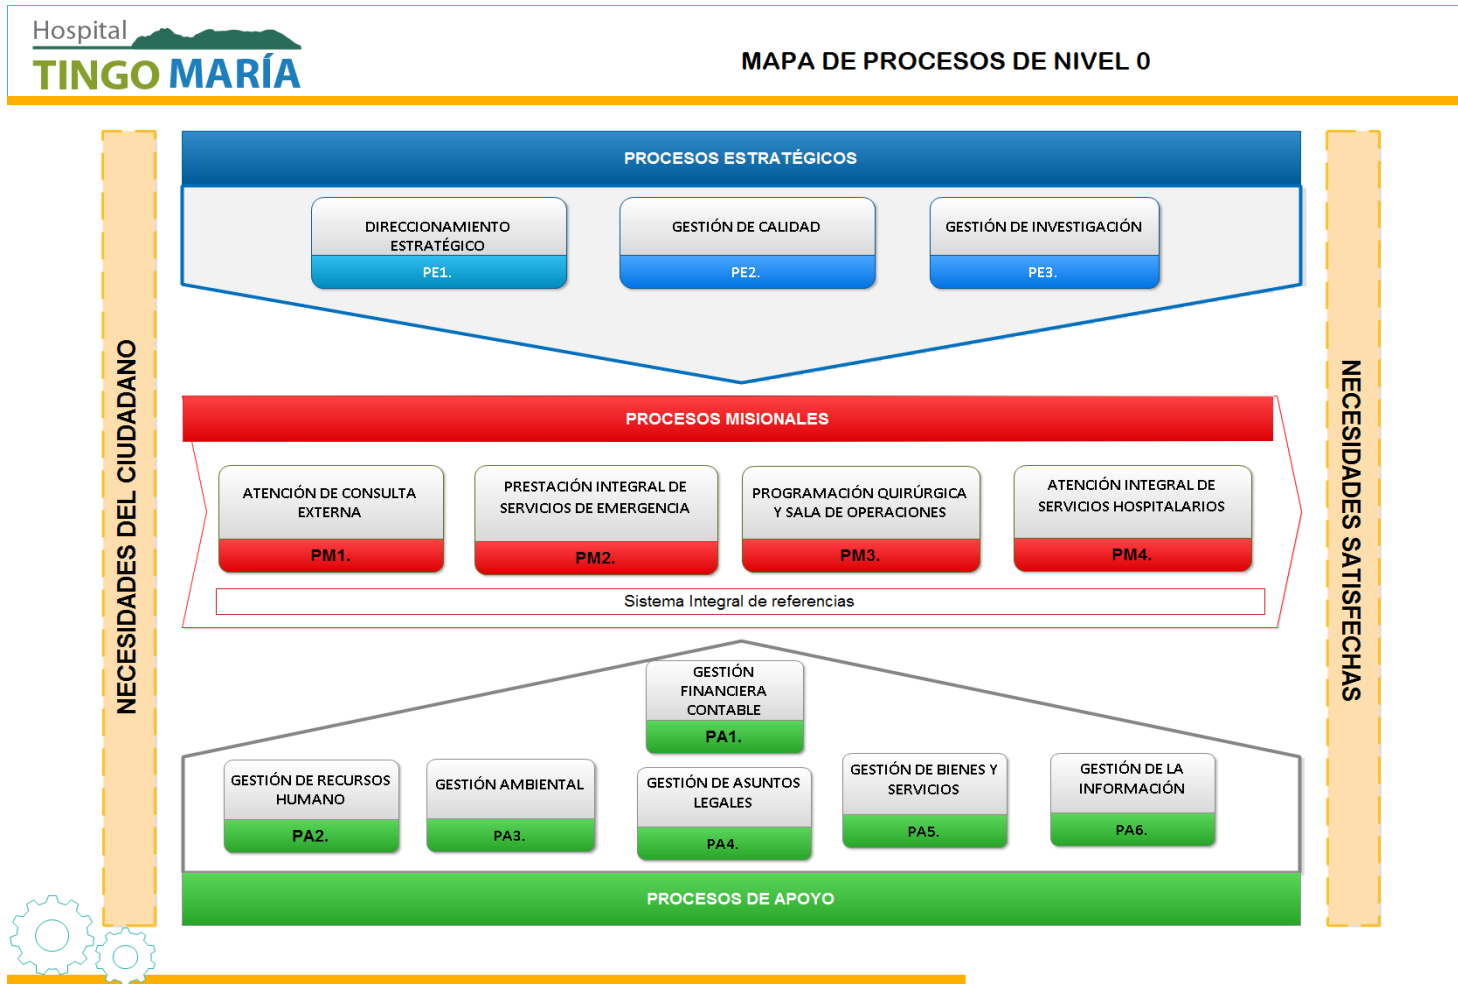 Hospital
TINGO MARÍA
MAPA DE PROCESOS DE NIVEL 0
NECESIDADES DEL CIUDADANO
PROCESOS ESTRATÉGICOS
DIRECCIONAMIENTO
ESTRATÉGICO
PE1.
GESTIÓN DE CALIDAD
PE2.
GESTIÓN DE INVESTIGACIÓN
PE3.
PROCESOS MISIONALES
ATENCIÓN DE CONSULTA
EXTERNA
PM1.
PRESTACIÓN INTEGRAL DE
SERVICIOS DE EMERGENCIA
PM2.
PROGRAMACIÓN QUIRÚRGICA
Y SALA DE OPERACIONES
PM3.
ATENCIÓN INTEGRAL DE
SERVICIOS HOSPITALARIOS
PM4.
Sistema Integral de referencias
GESTIÓN
FINANCIERA
CONTABLE
PA1.
GESTIÓN DE RECURSOS
HUMANO
PA2.
GESTIÓN AMBIENTAL
PA3.
GESTIÓN DE ASUNTOS
LEGALES
PA4.
GESTIÓN DE BIENES Y
SERVICIOS
PA5.
GESTIÓN DE LA
INFORMACIÓN
PA6.
PROCESOS DE APOYO
NECESIDADES SATISFECHAS